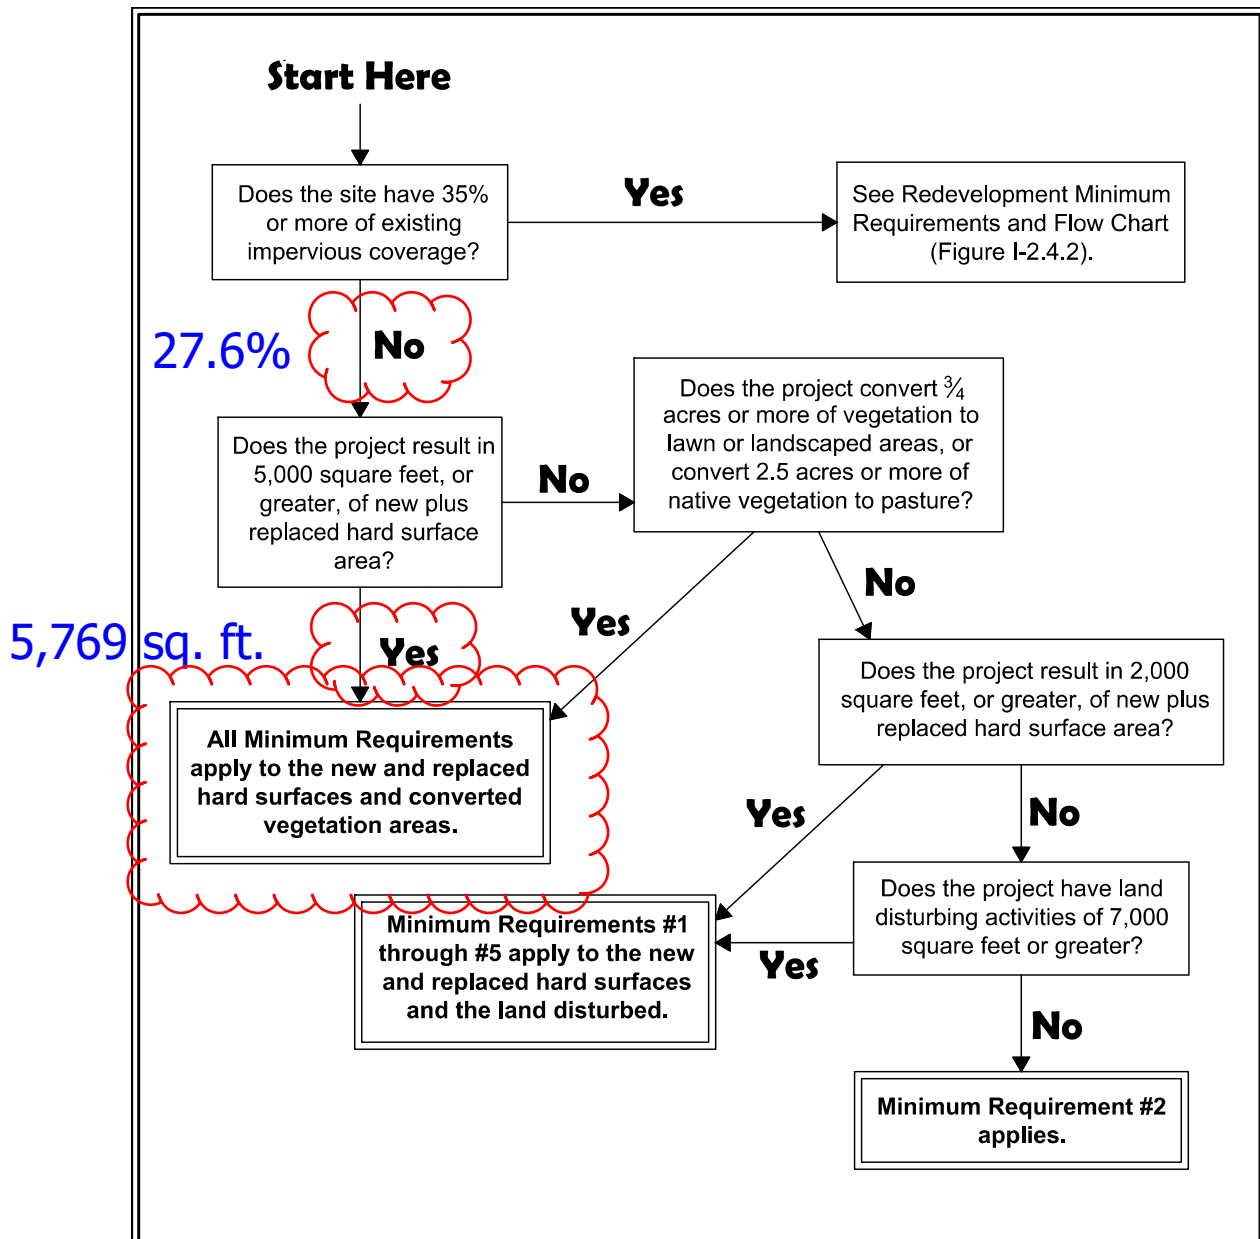 Start Here
Does the site have 35%
or more of existing
impervious coverage?
Yes
See Redevelopment Minimum
Requirements and Flow Chart
(Figure I-2.4.2).
27.6%
No
Does the project convert ¾
acres or more of vegetation to
lawn or landscaped areas, or
convert 2.5 acres or more of
native vegetation to pasture?
Does the project result in
5,000 square feet, or
greater, of new plus
replaced hard surface
area?
No
No
Yes
5,769 sq. ft.
Yes
Does the project result in 2,000
square feet, or greater, of new plus
replaced hard surface area?
All Minimum Requirements
apply to the new and replaced
hard surfaces and converted
vegetation areas.
Yes
No
Does the project have land
disturbing activities of 7,000
square feet or greater?
Yes
Minimum Requirements #1
through #5 apply to the new
and replaced hard surfaces
and the land disturbed.
No
Minimum Requirement #2
applies.